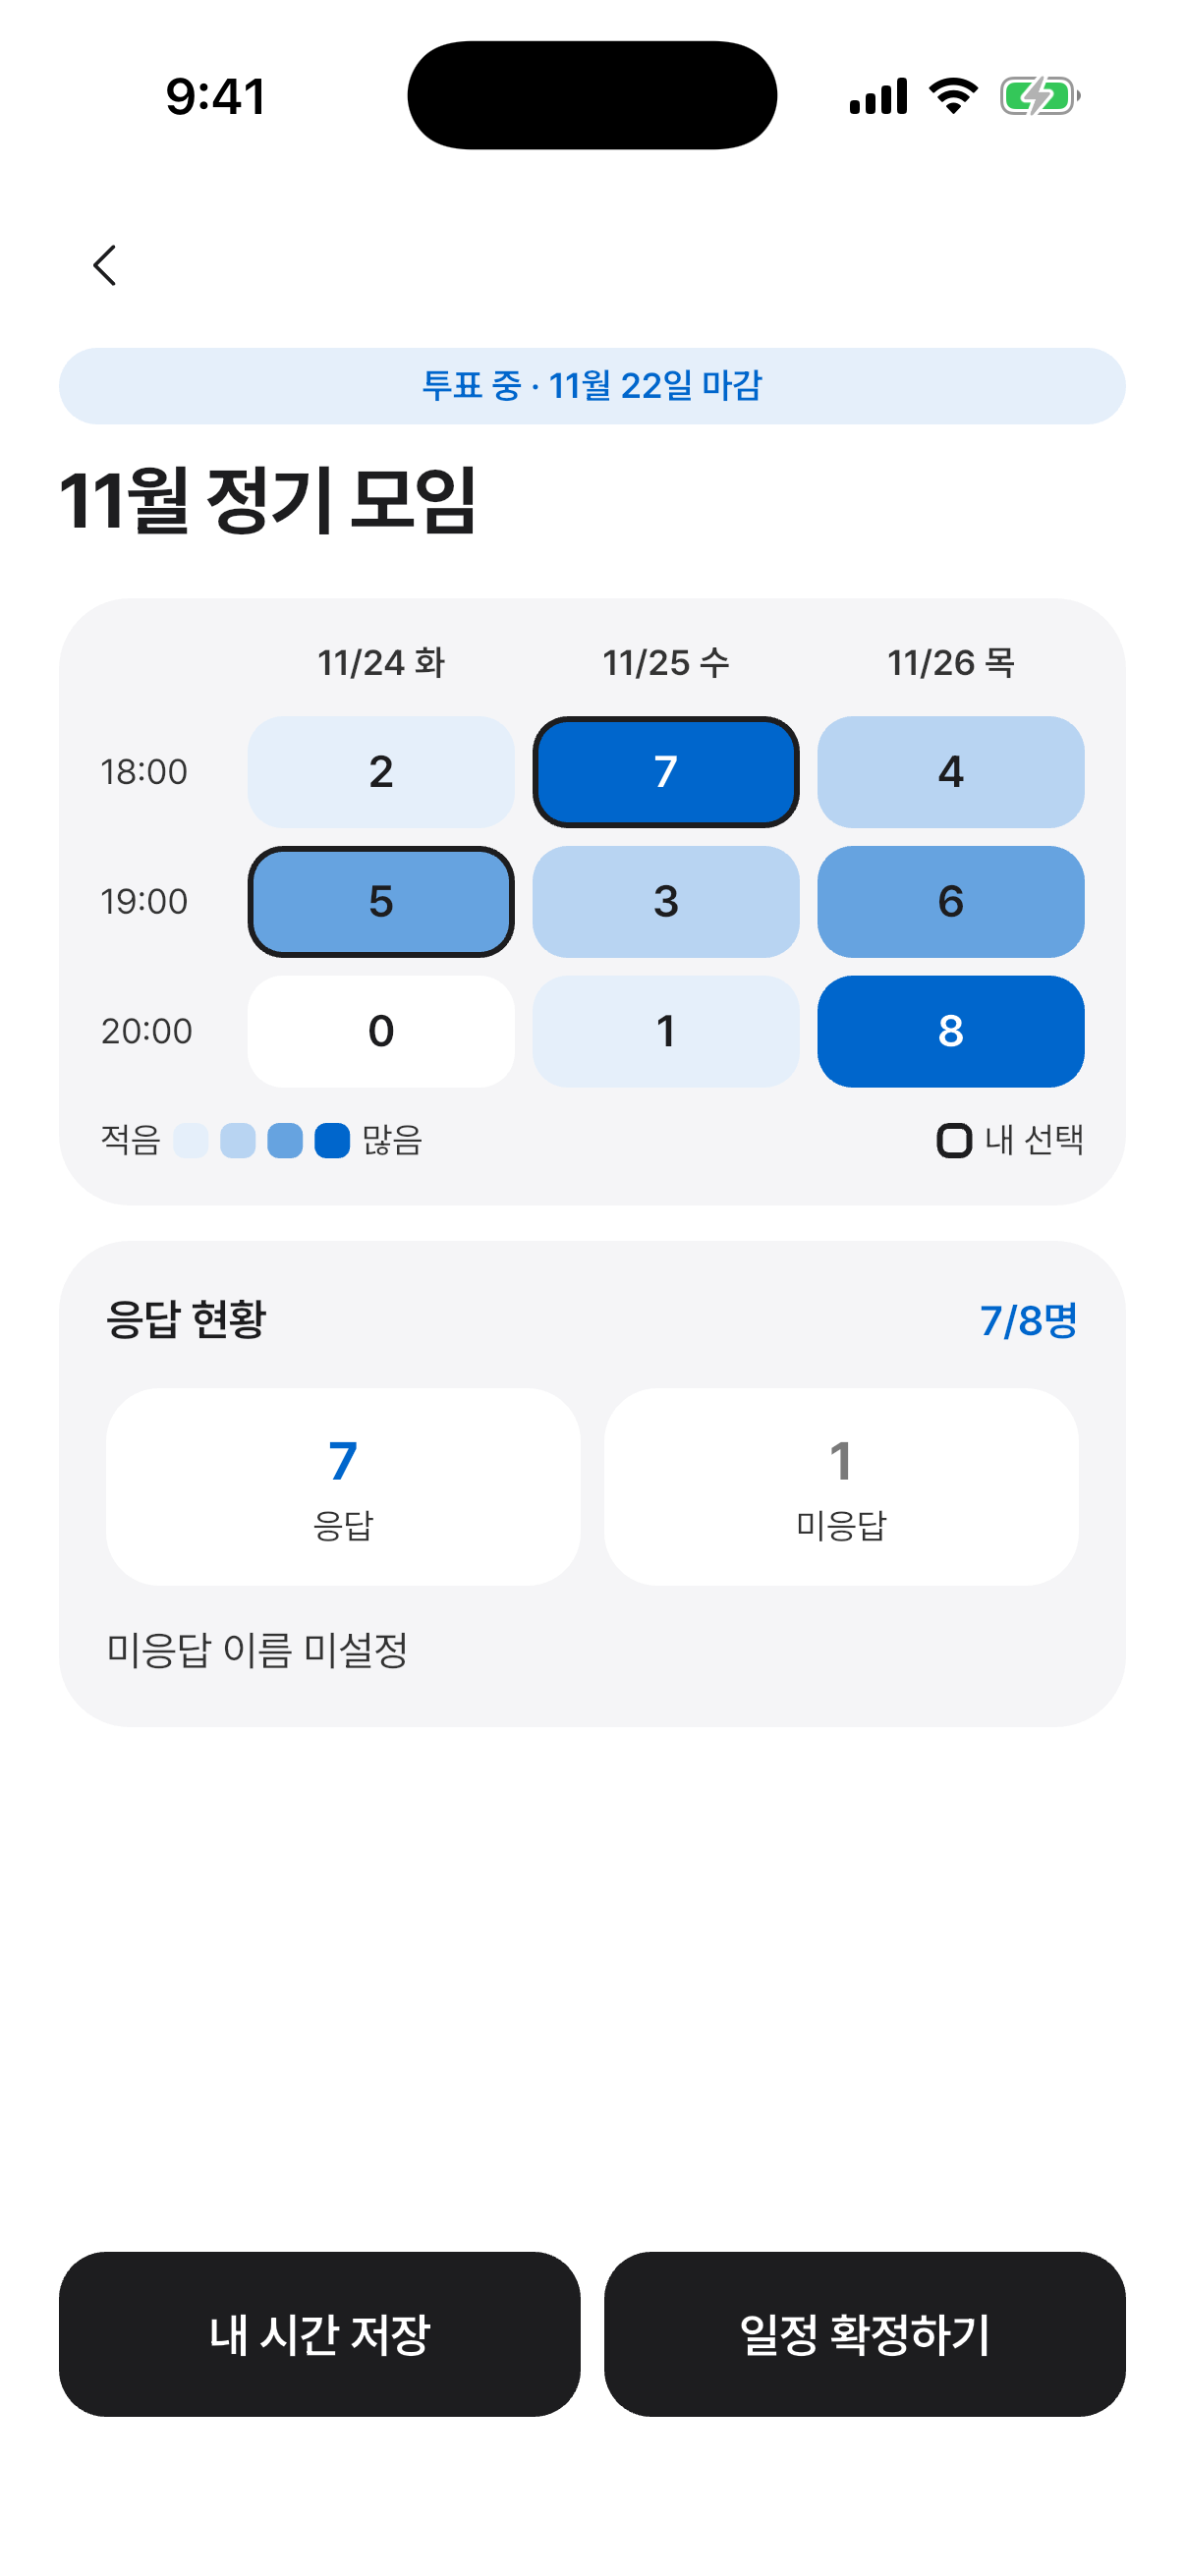 9:41
투표 중 · 11월 22일 마감
11월 정기 모임
11/24 화 11/25 수 11/26 목
18:00 2 7 4
19:00 5 3 6
20:00 0 1 8
적음 많음 내 선택
응답 현황 7/8명
7 1
응답 미응답
미응답 이름 미설정
내 시간 저장 일정 확정하기